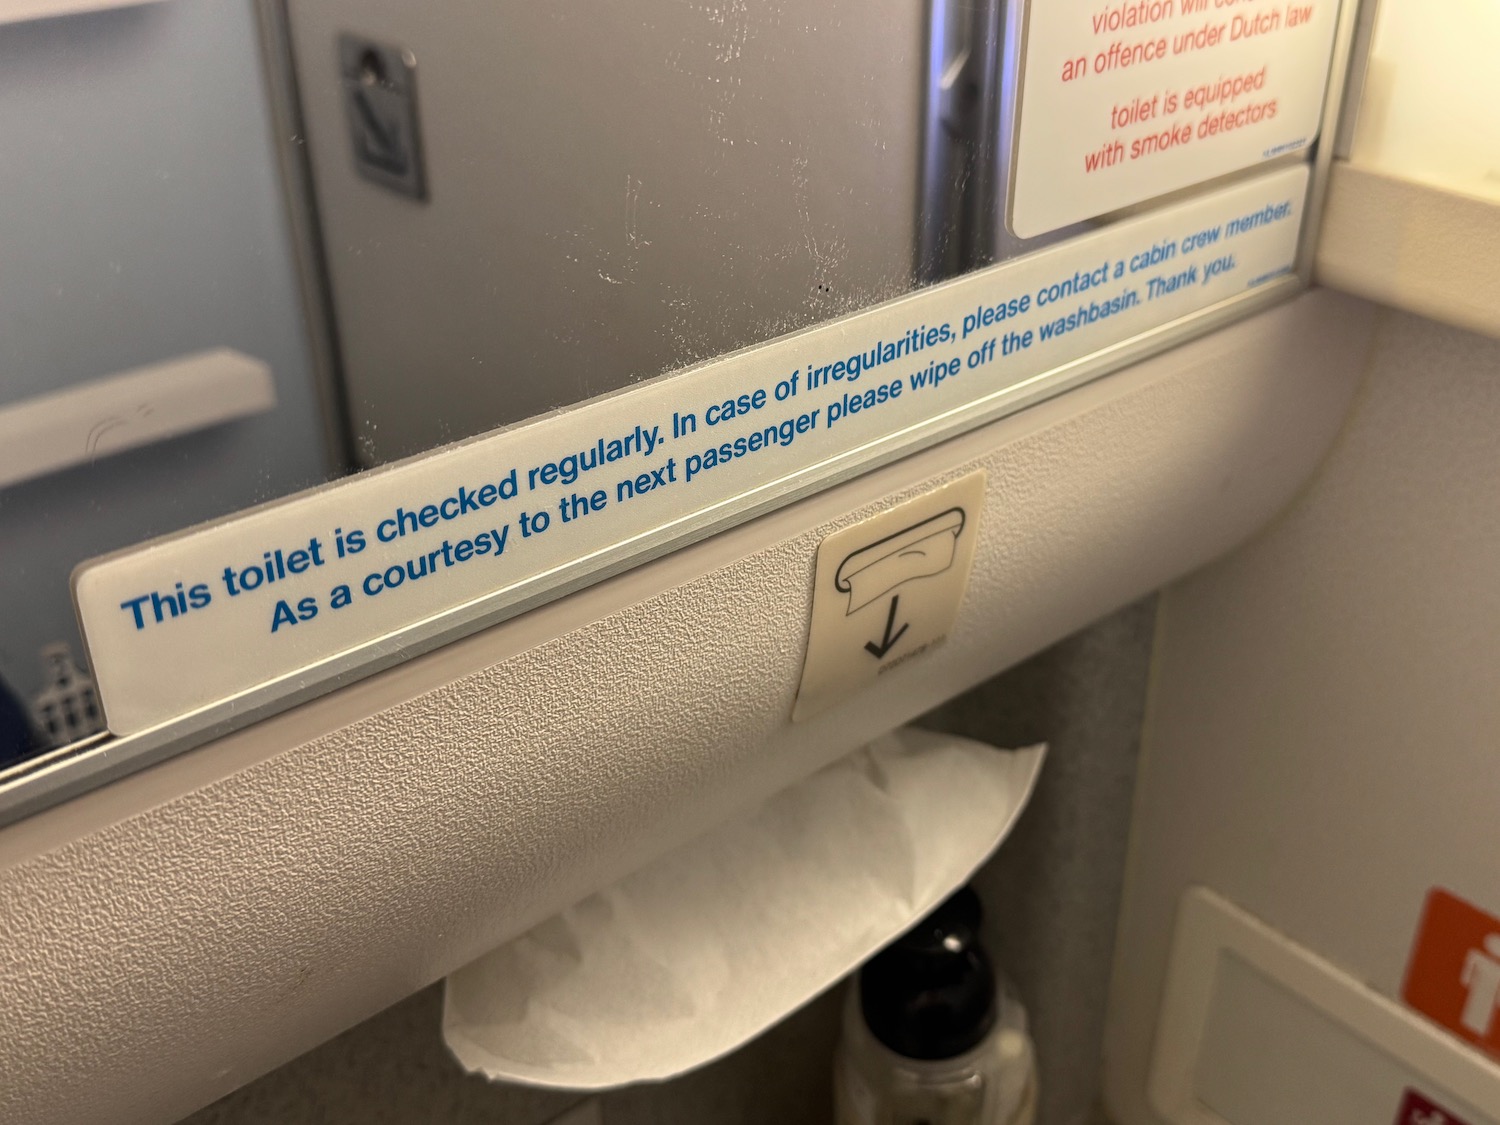 violation will
an offence under Dutch law
toilet is equipped
with smoke detectors
This toilet is checked regularly. In case of irregularities, please contact a cabin crew member.
As a courtesy to the next passenger please wipe off the washbasin. Thank you.